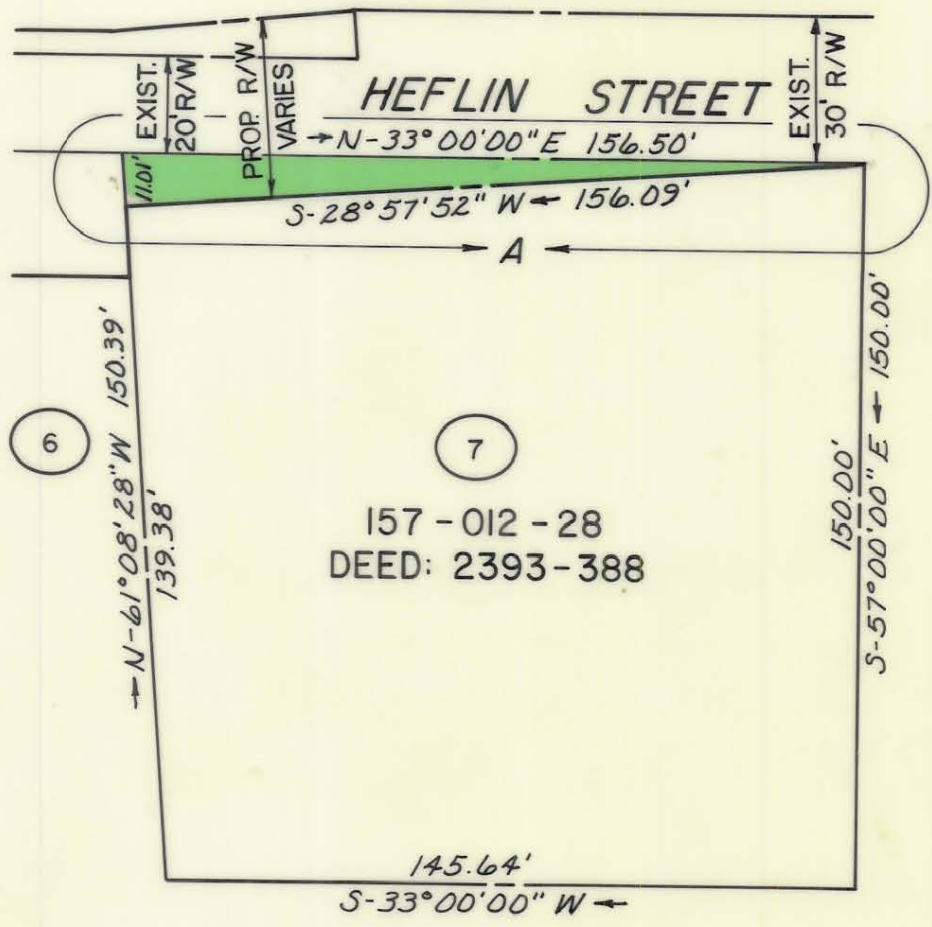 EXIST.
20' R/W
PROP. R/W
VARIES
HEFLIN STREET
EXIST.
30' R/W
→ N-33°00'00" E 156.50'
11.01'
S-28°57'52" W ← 156.09'
A
→ N-61°08'28" W 150.39'
139.38'
6
7
157-012-28
DEED: 2393-388
150.00'
S-57°00'00" E ← 150.00'
145.64'
S-33°00'00" W ←